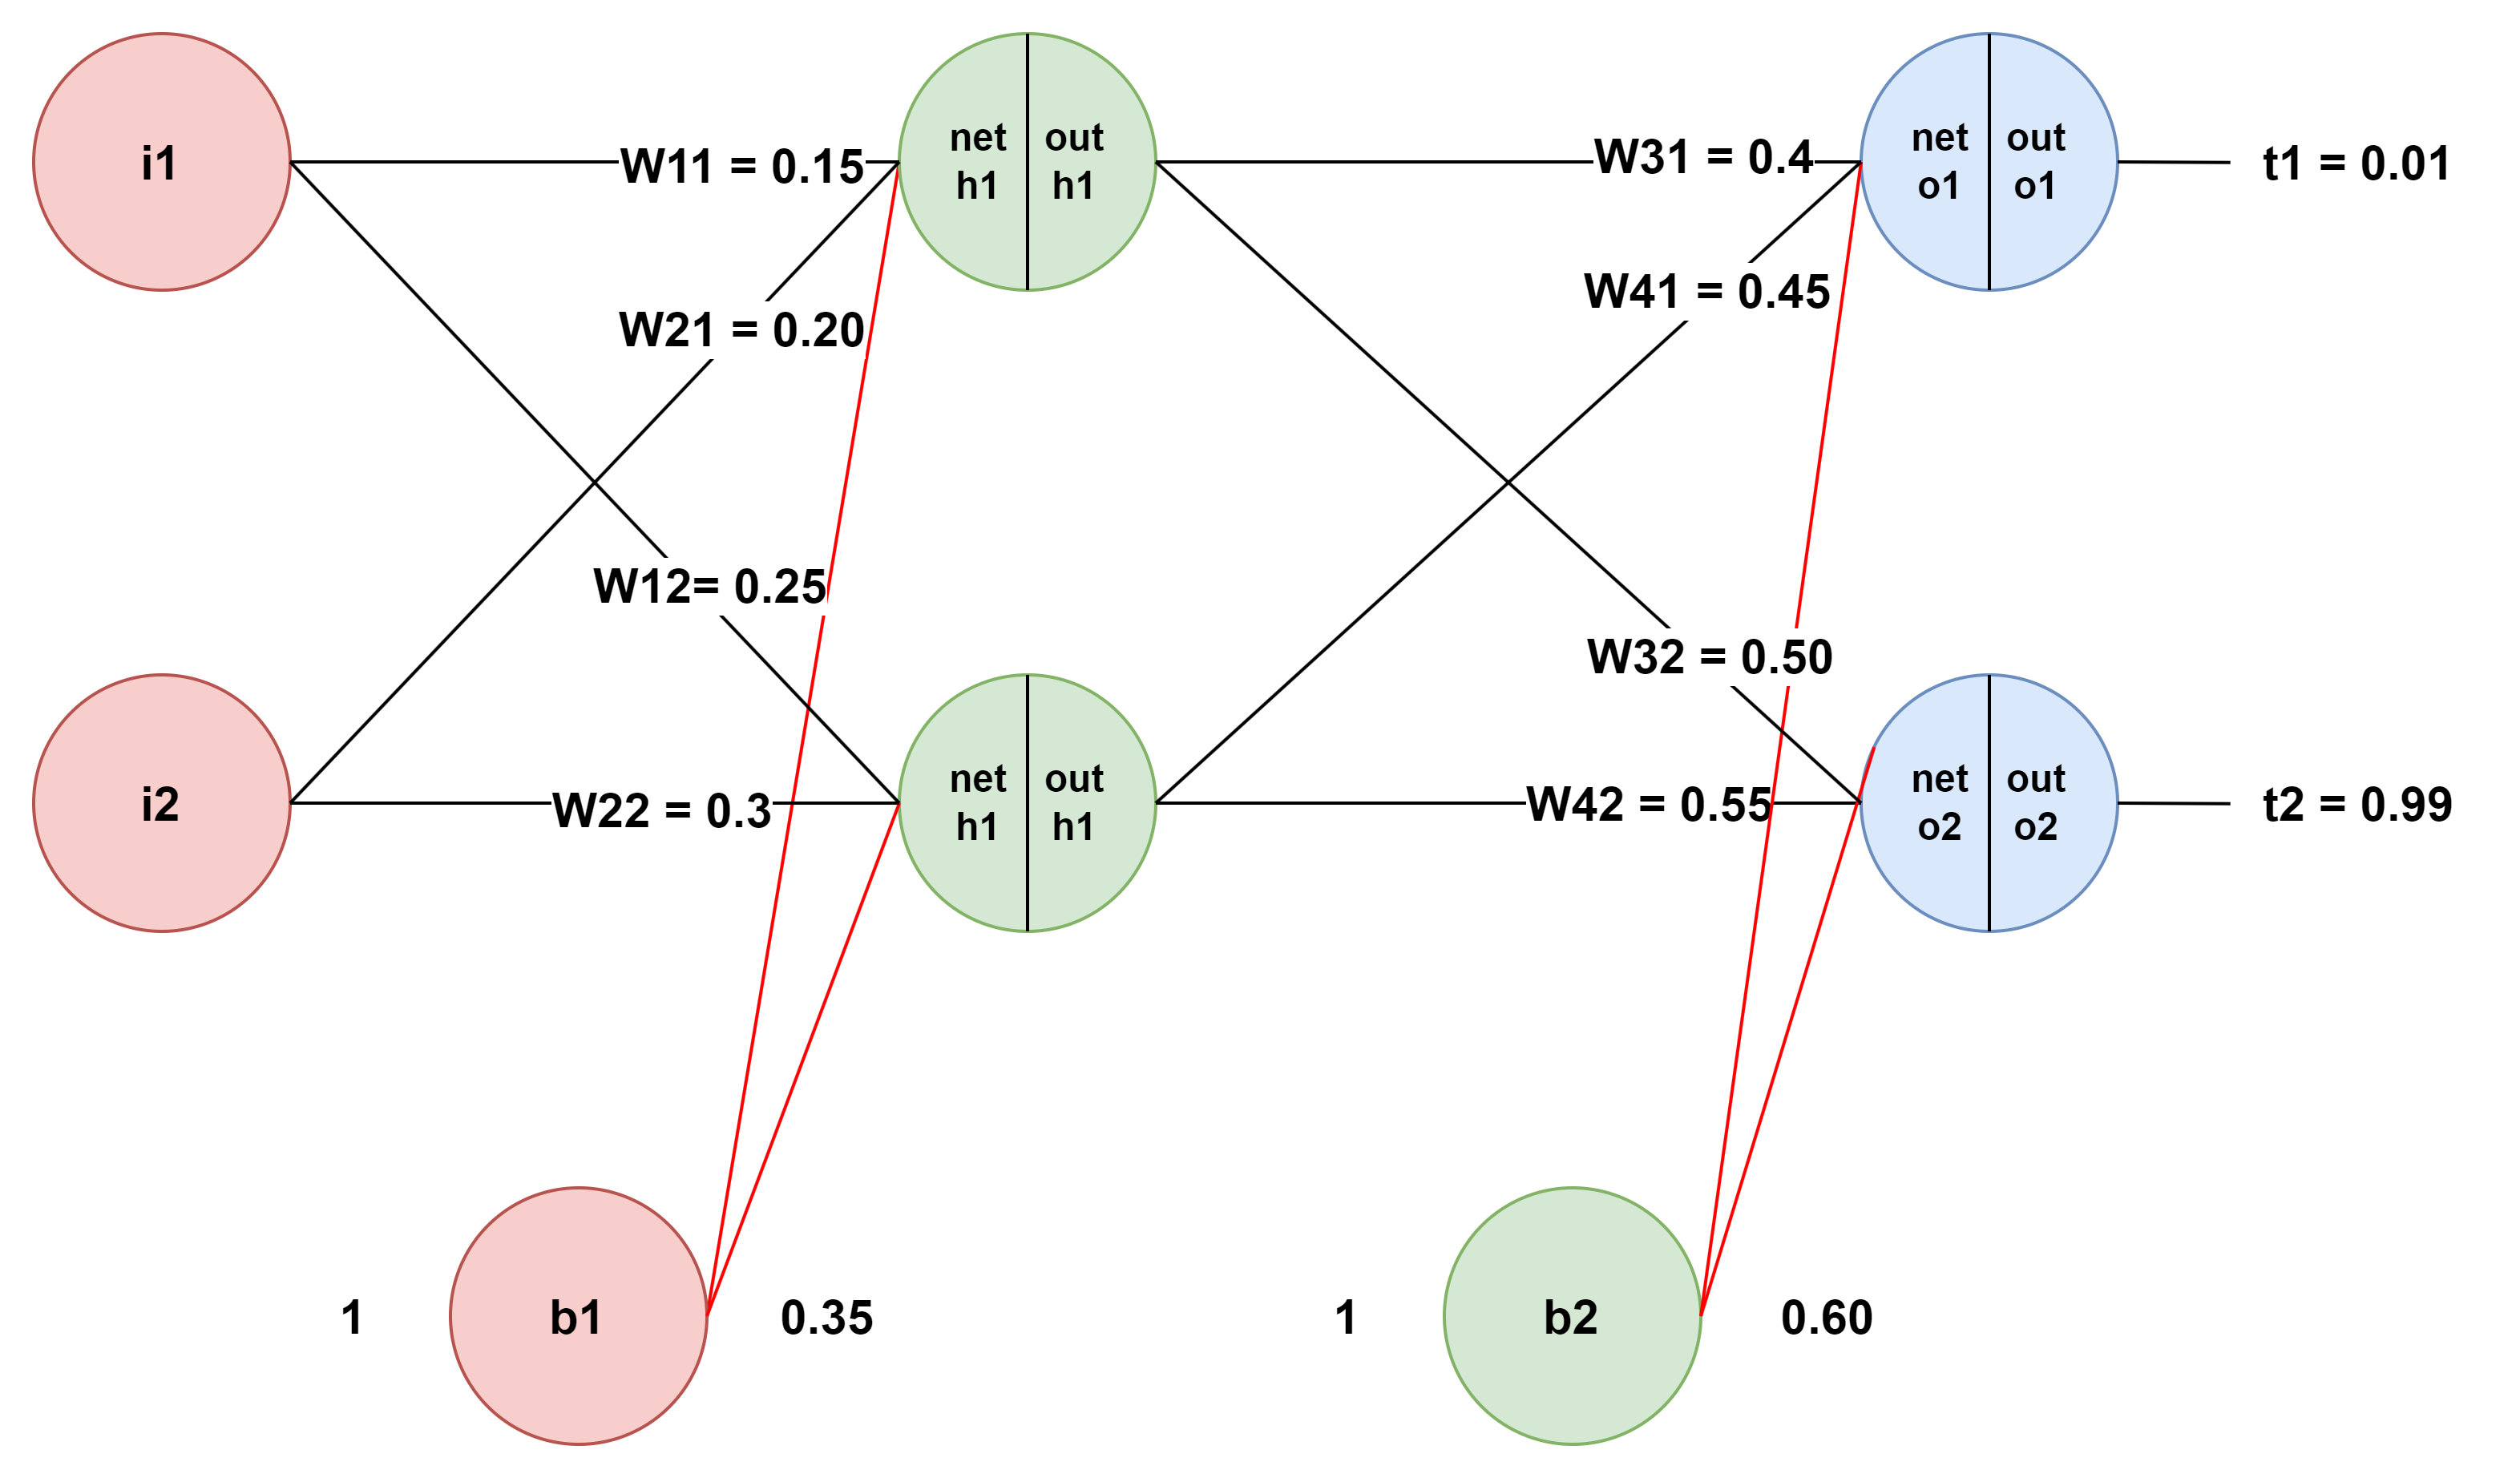 i1
W11 = 0.15
net
h1
out
h1
W31 = 0.4
net
o1
out
o1
t1 = 0.01
W41 = 0.45
W21 = 0.20
W12= 0.25
W32 = 0.50
i2
W22 = 0.3
net
h1
out
h1
W42 = 0.55
net
o2
out
o2
t2 = 0.99
1
b1
0.35
1
b2
0.60